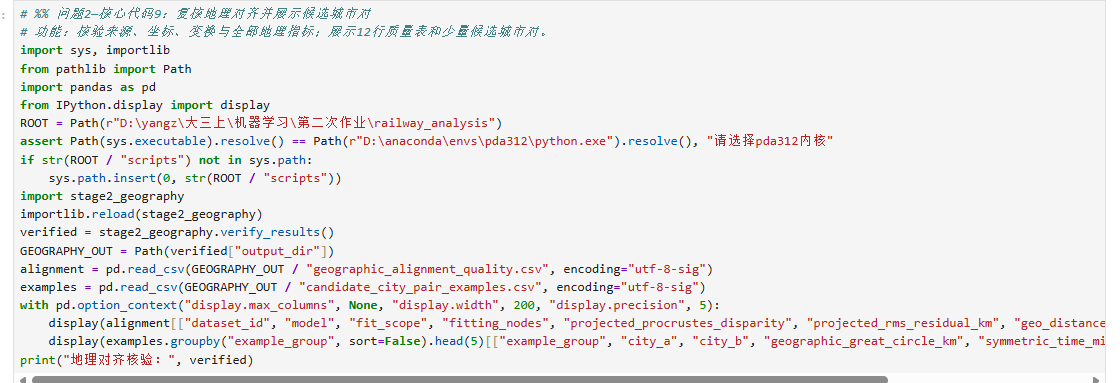 # %% 问题2—核心代码9：复核地理对齐并展示候选城市对
# 功能：核验来源、坐标、变换与全部地理指标；展示12行质量表和少量候选城市对。
import sys, importlib
from pathlib import Path
import pandas as pd
from IPython.display import display
ROOT = Path(r"D:\yangz\大三上\机器学习\第二次作业\railway_analysis")
assert Path(sys.executable).resolve() == Path(r"D:\anaconda\envs\pda312\python.exe").resolve(), "请选择pda312内核"
if str(ROOT / "scripts") not in sys.path:
    sys.path.insert(0, str(ROOT / "scripts"))
import stage2_geography
importlib.reload(stage2_geography)
verified = stage2_geography.verify_results()
GEOGRAPHY_OUT = Path(verified["output_dir"])
alignment = pd.read_csv(GEOGRAPHY_OUT / "geographic_alignment_quality.csv", encoding="utf-8-sig")
examples = pd.read_csv(GEOGRAPHY_OUT / "candidate_city_pair_examples.csv", encoding="utf-8-sig")
with pd.option_context("display.max_columns", None, "display.width", 200, "display.precision", 5):
    display(alignment[["dataset_id", "model", "fit_scope", "fitting_nodes", "projected_procrustes_disparity", "projected_rms_residual_km", "geo_distance
    display(examples.groupby("example_group", sort=False).head(5)[["example_group", "city_a", "city_b", "geographic_great_circle_km", "symmetric_time_mi
print("地理对齐核验：", verified)